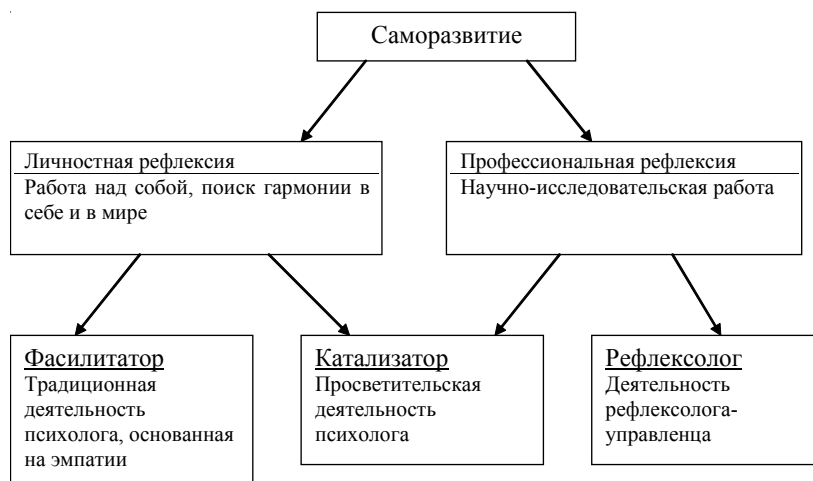 Саморазвитие
Личностная рефлексия
Работа над собой, поиск гармонии в
себе и в мире
Профессиональная рефлексия
Научно-исследовательская работа
Фасилитатор
Традиционная
деятельность
психолога, основанная
на эмпатии
Катализатор
Просветительская
деятельность
психолога
Рефлексолог
Деятельность
рефлексолога-
управленца